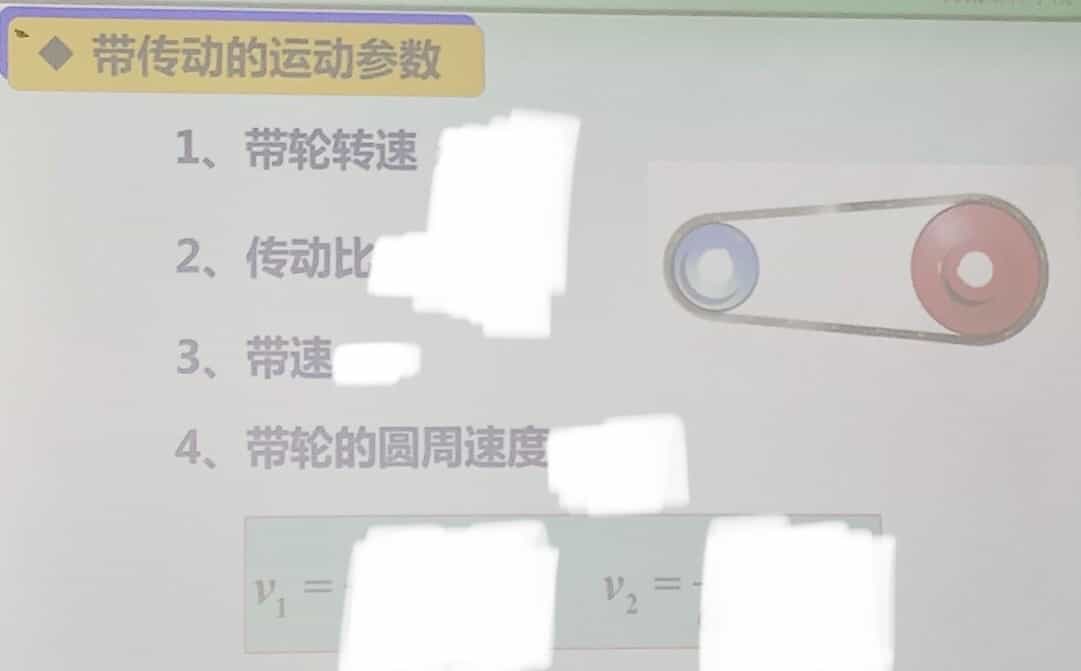 ◆ 带传动的运动参数
1、带轮转速
2、传动比
3、带速
4、带轮的圆周速度
v₁ = v₂ =